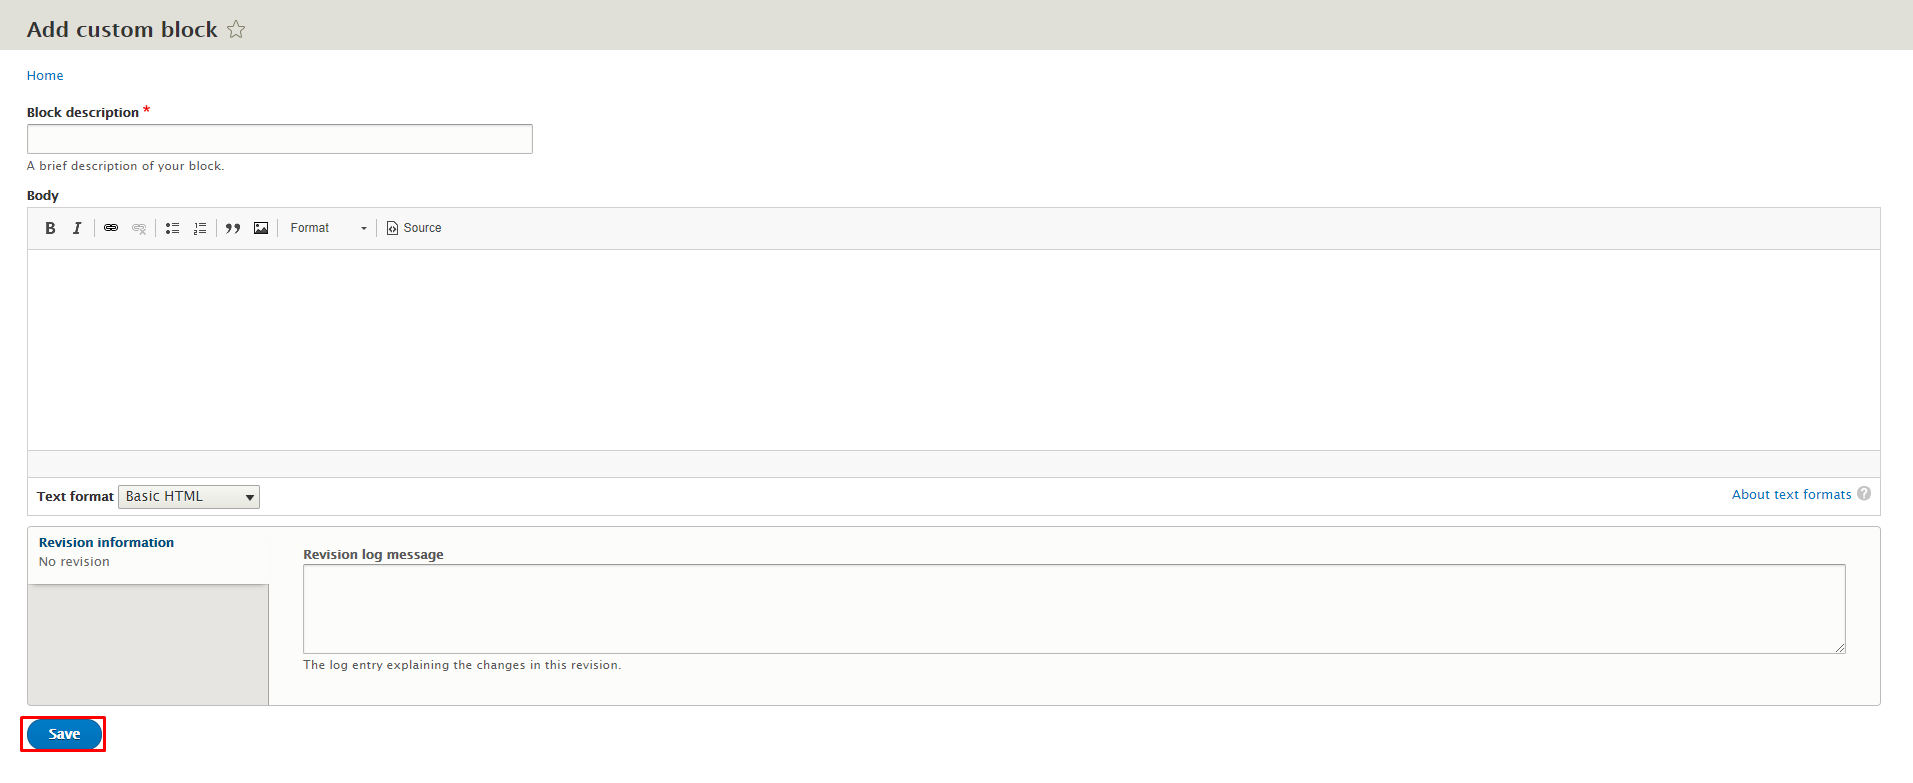 Add custom block
Home
Block description *
A brief description of your block.
Body
B I Format Source
Text format Basic HTML About text formats ?
Revision information
No revision
Revision log message
The log entry explaining the changes in this revision.
Save